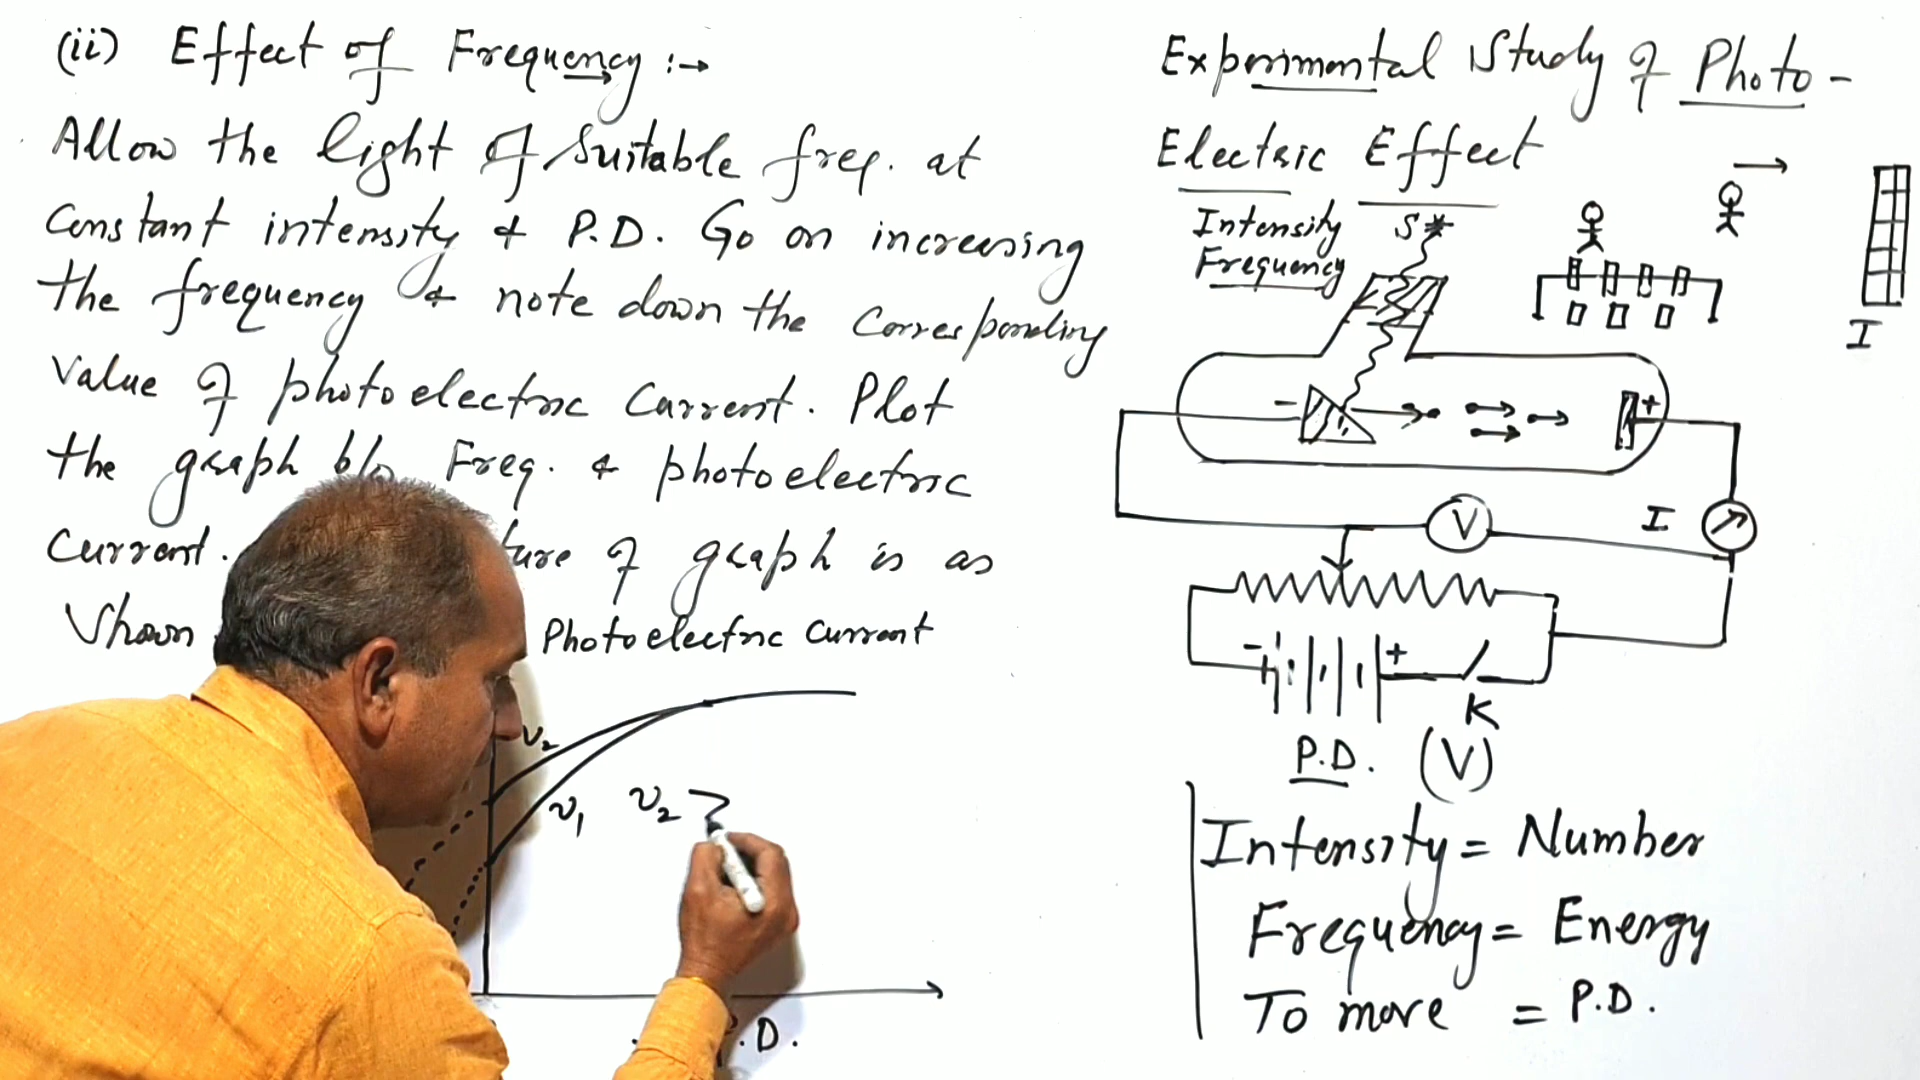 (ii) Effect of Frequency :→
Allow the light of suitable freq. at
Constant intensity & P.D. Go on increasing
the frequency & note down the Corresponding
Value of photoelectric Current. Plot
the graph b/w Freq. & photoelectric
Current. ture of graph is as
Shown
Photoelectric current
ν₂
ν₁ ν₂ >
P.D.
Experimental Study of Photo-
Electric Effect
Intensity S
Frequency
I
- +
V I
- +
K
P.D. (V)
Intensity = Number
Frequency = Energy
To move = P.D.